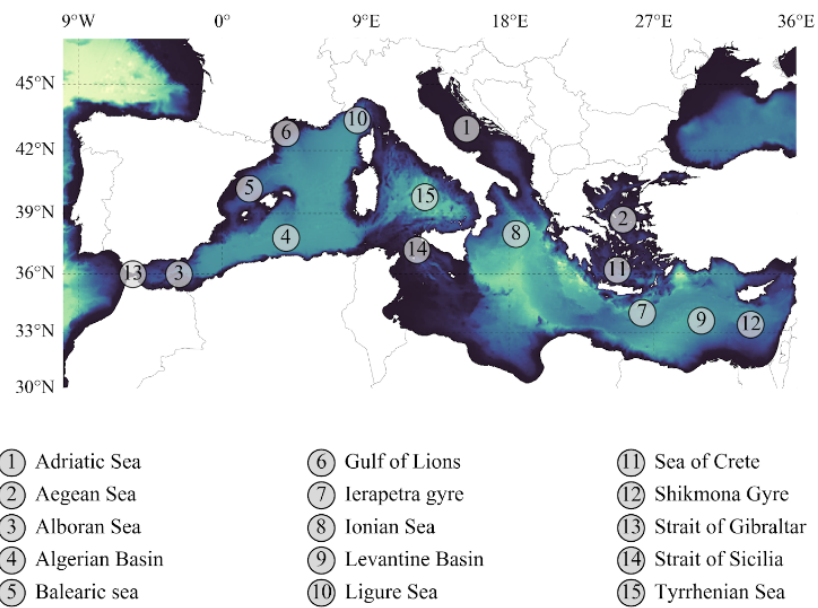 9°W 0° 9°E 18°E 27°E 36°E
45°N
42°N
39°N
36°N
33°N
30°N
10
6
1
5
15
2
4
8
14
13
3
11
7
9
12
1 Adriatic Sea
2 Aegean Sea
3 Alboran Sea
4 Algerian Basin
5 Balearic sea
6 Gulf of Lions
7 Ierapetra gyre
8 Ionian Sea
9 Levantine Basin
10 Ligure Sea
11 Sea of Crete
12 Shikmona Gyre
13 Strait of Gibraltar
14 Strait of Sicilia
15 Tyrrhenian Sea